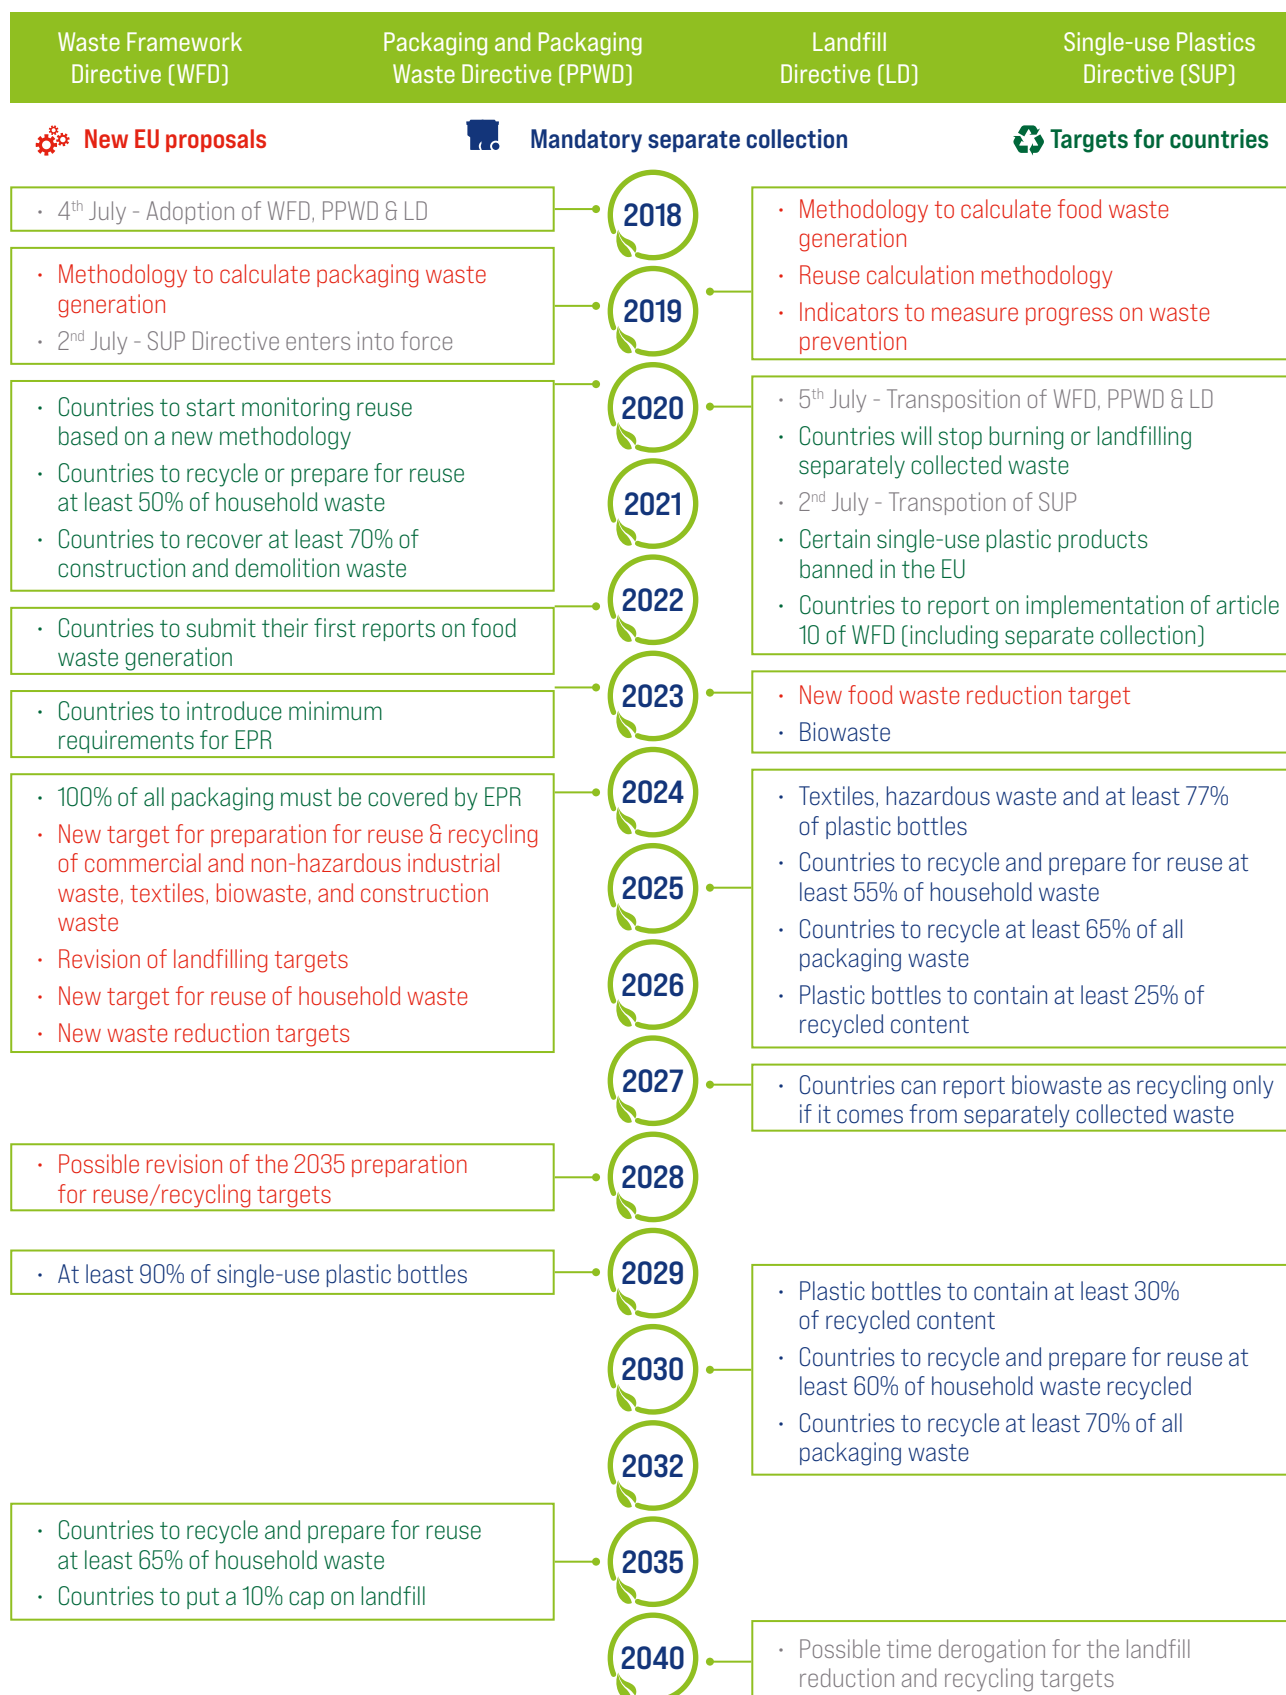 Waste Framework
Directive (WFD)
Packaging and Packaging
Waste Directive (PPWD)
Landfill
Directive (LD)
Single-use Plastics
Directive (SUP)
New EU proposals
Mandatory separate collection
Targets for countries
• 4th July - Adoption of WFD, PPWD & LD
2018
• Methodology to calculate food waste
generation
• Reuse calculation methodology
• Indicators to measure progress on waste
prevention
• Methodology to calculate packaging waste
generation
• 2nd July - SUP Directive enters into force
2019
• Countries to start monitoring reuse
based on a new methodology
• Countries to recycle or prepare for reuse
at least 50% of household waste
• Countries to recover at least 70% of
construction and demolition waste
2020
• 5th July - Transposition of WFD, PPWD & LD
• Countries will stop burning or landfilling
separately collected waste
• 2nd July - Transpotion of SUP
• Certain single-use plastic products
banned in the EU
• Countries to report on implementation of article
10 of WFD (including separate collection)
2021
• Countries to submit their first reports on food
waste generation
2022
• Countries to introduce minimum
requirements for EPR
2023
• New food waste reduction target
• Biowaste
• 100% of all packaging must be covered by EPR
• New target for preparation for reuse & recycling
of commercial and non-hazardous industrial
waste, textiles, biowaste, and construction
waste
• Revision of landfilling targets
• New target for reuse of household waste
• New waste reduction targets
2024
• Textiles, hazardous waste and at least 77%
of plastic bottles
• Countries to recycle and prepare for reuse at
least 55% of household waste
• Countries to recycle at least 65% of all
packaging waste
• Plastic bottles to contain at least 25% of
recycled content
2025
2026
2027
• Countries can report biowaste as recycling only
if it comes from separately collected waste
• Possible revision of the 2035 preparation
for reuse/recycling targets
2028
• At least 90% of single-use plastic bottles
2029
• Plastic bottles to contain at least 30%
of recycled content
• Countries to recycle and prepare for reuse at
least 60% of household waste recycled
• Countries to recycle at least 70% of all
packaging waste
2030
2032
• Countries to recycle and prepare for reuse
at least 65% of household waste
• Countries to put a 10% cap on landfill
2035
2040
• Possible time derogation for the landfill
reduction and recycling targets